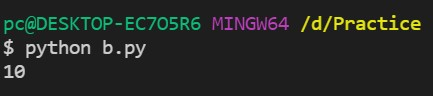 pc@DESKTOP-EC7O5R6 MINGW64 /d/Practice
$ python b.py
10